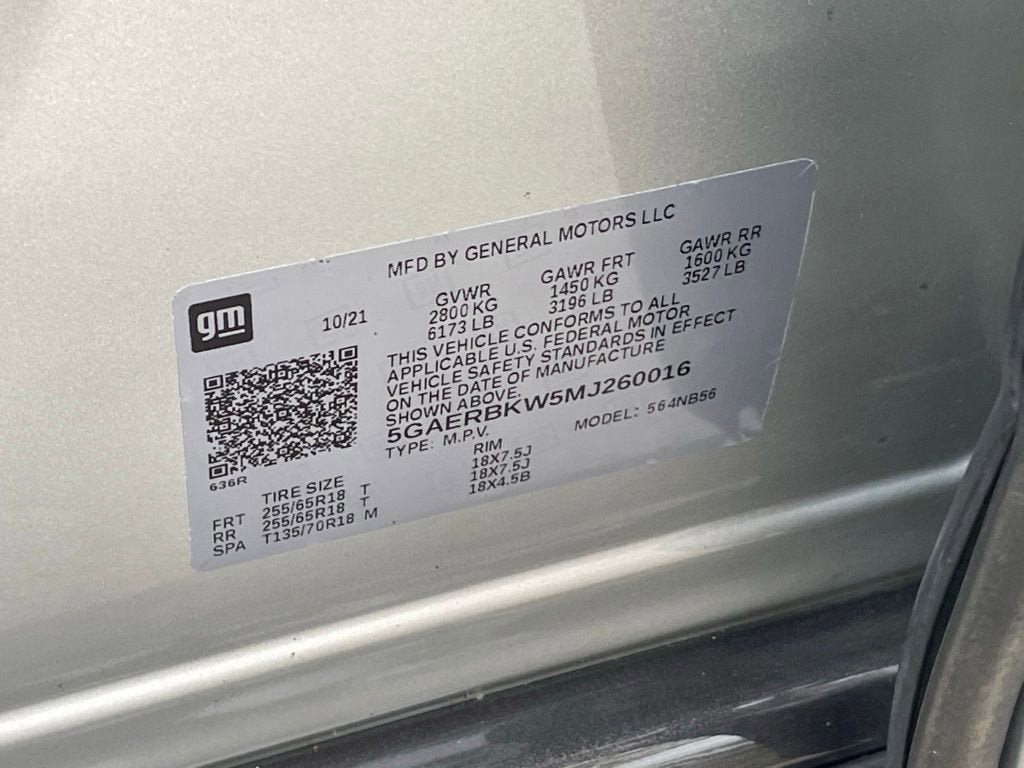 gm
MFD BY GENERAL MOTORS LLC
10/21
GVWR GAWR FRT GAWR RR
2800 KG 1450 KG 1600 KG
6173 LB 3196 LB 3527 LB
THIS VEHICLE CONFORMS TO ALL
APPLICABLE U.S. FEDERAL MOTOR
VEHICLE SAFETY STANDARDS IN EFFECT
ON THE DATE OF MANUFACTURE
SHOWN ABOVE.
5GAERBKW5MJ260016
TYPE: M.P.V. MODEL: 564NB56
636R
TIRE SIZE RIM
FRT 255/65R18 T 18X7.5J
RR 255/65R18 T 18X7.5J
SPA T135/70R18 M 18X4.5B